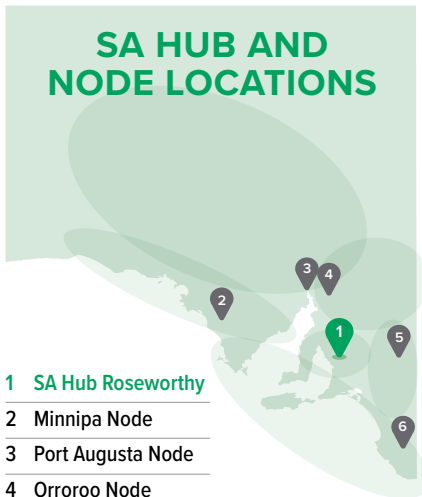 SA HUB AND
NODE LOCATIONS
3
4
2
1
5
6
1 SA Hub Roseworthy
2 Minnipa Node
3 Port Augusta Node
4 Orroroo Node